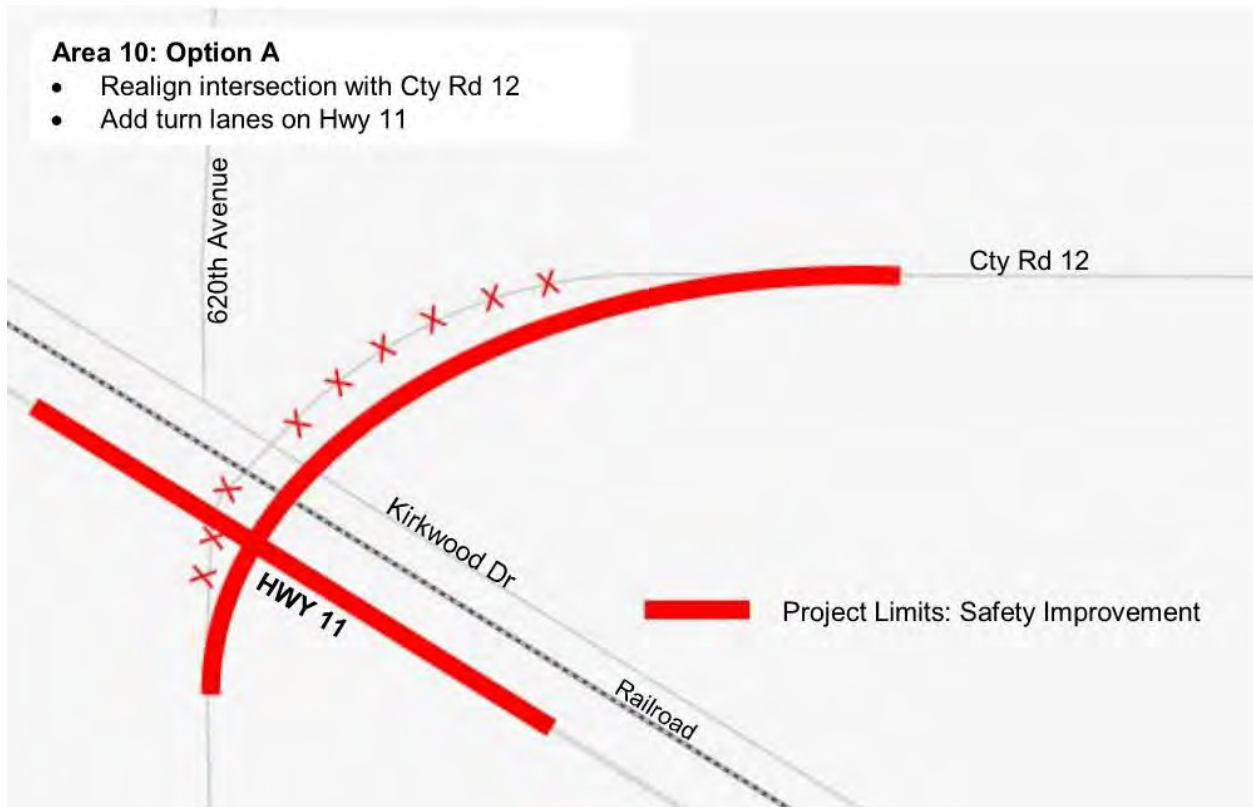 Area 10: Option A
• Realign intersection with Cty Rd 12
• Add turn lanes on Hwy 11
620th Avenue
Cty Rd 12
Kirkwood Dr
HWY 11
Project Limits: Safety Improvement
Railroad